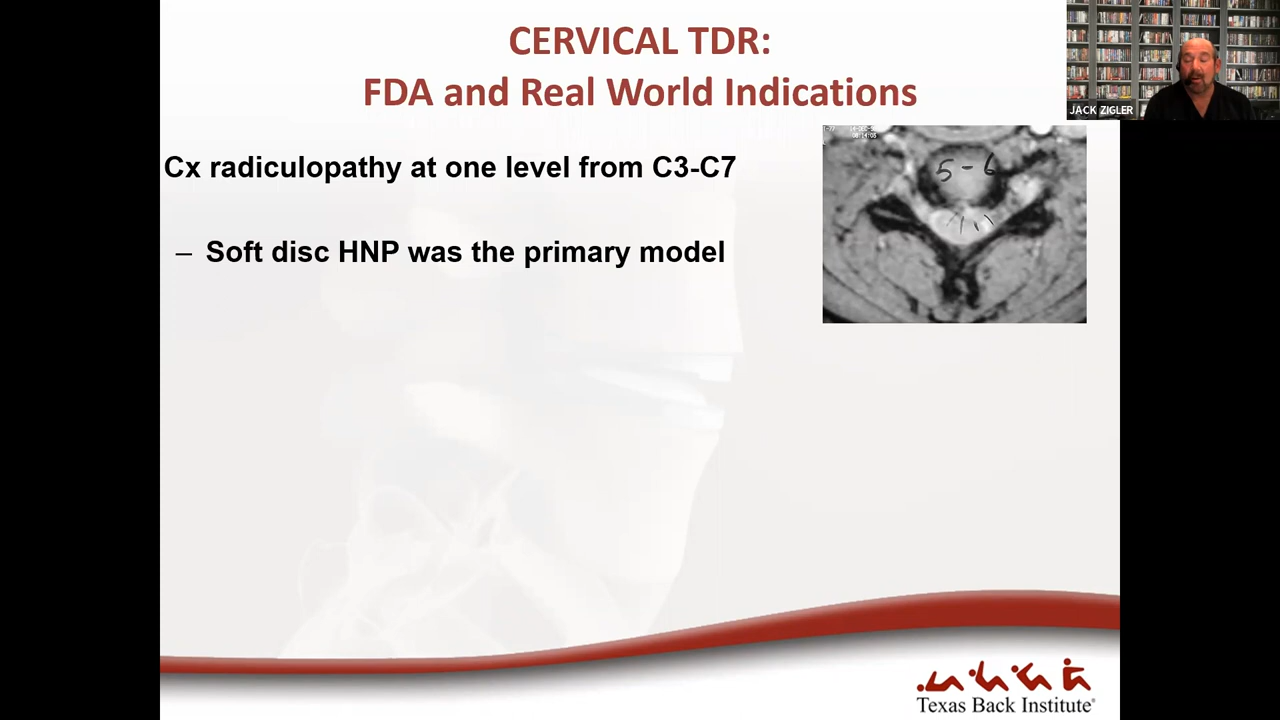 CERVICAL TDR:
FDA and Real World Indications
JACK ZIGLER
Cx radiculopathy at one level from C3-C7
5-6
– Soft disc HNP was the primary model
Texas Back Institute®